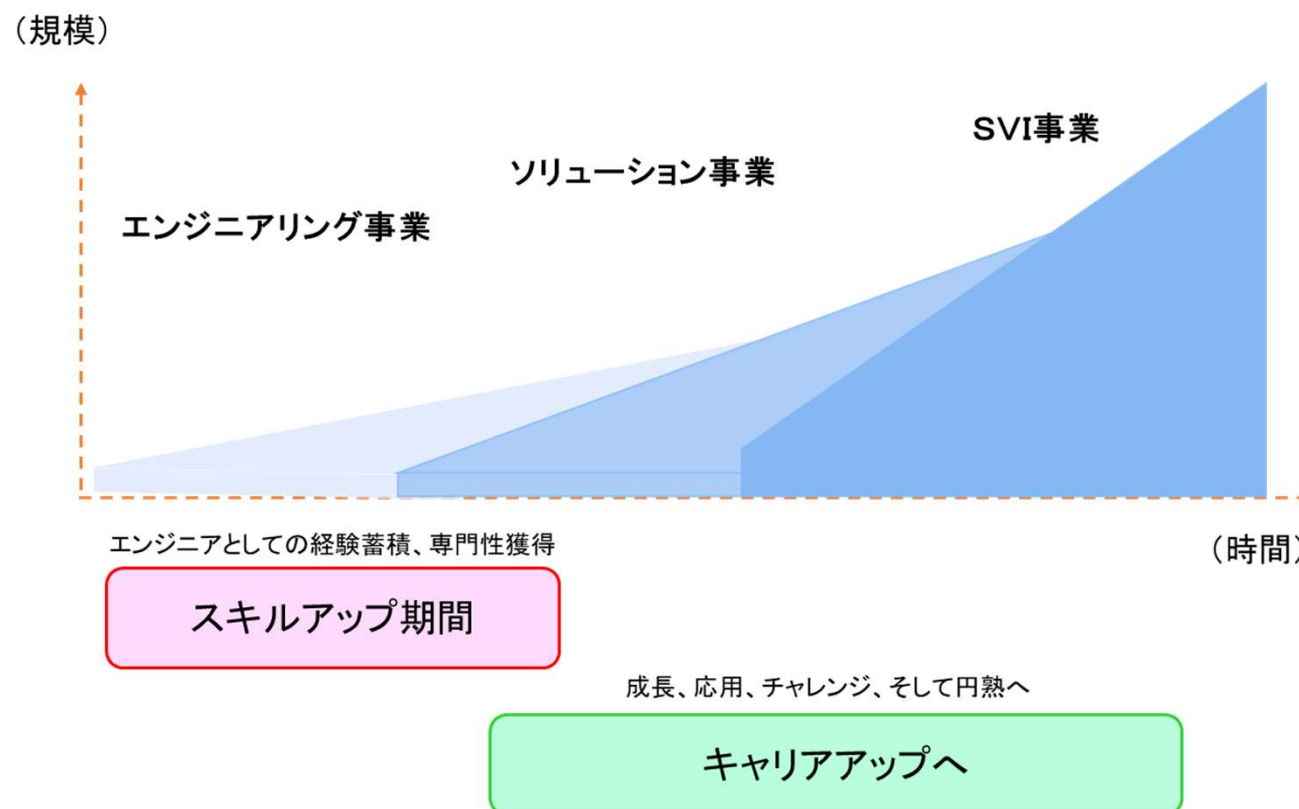 （規模）
SVI事業
ソリューション事業
エンジニアリング事業
エンジニアとしての経験蓄積、専門性獲得
（時間）
スキルアップ期間
成長、応用、チャレンジ、そして円熟へ
キャリアアップへ